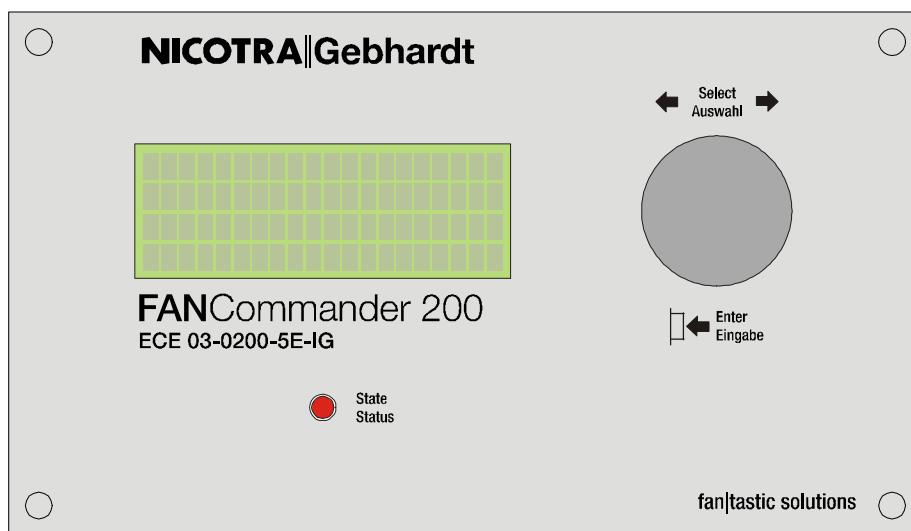 NICOTRA||Gebhardt
Select
Auswahl
FANCommander 200
ECE 03-0200-5E-IG
Enter
Eingabe
State
Status
fan|tastic solutions